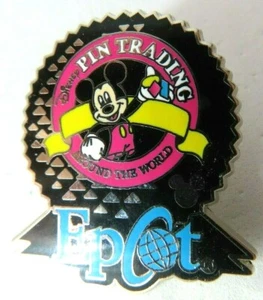 Disney
PIN TRADING
AROUND THE WORLD
Epcot